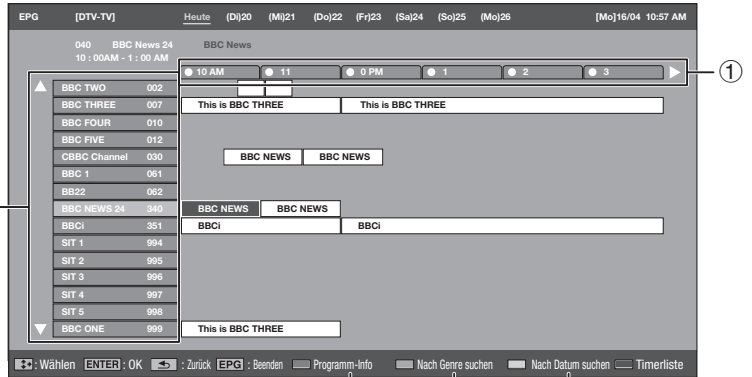 EPG [DTV-TV] Heute (Di)20 (Mi)21 (Do)22 (Fr)23 (Sa)24 (So)25 (Mo)26 [Mo]16/04 10:57 AM
040 BBC News 24 BBC News
10 : 00AM - 1 : 00 AM
10 AM 11 0 PM 1 2 3 ①
BBC TWO 002
BBC THREE 007 This is BBC THREE This is BBC THREE
BBC FOUR 010
BBC FIVE 012
CBBC Channel 030 BBC NEWS BBC NEWS
BBC 1 061
BB22 062
BBC NEWS 24 340 BBC NEWS BBC NEWS
BBCi 351 BBCi BBCi
SIT 1 994
SIT 2 995
SIT 3 996
SIT 4 997
SIT 5 998
BBC ONE 999 This is BBC THREE
: Wählen ENTER : OK : Zurück EPG : Beenden Programm-Info Nach Genre suchen Nach Datum suchen Timerliste